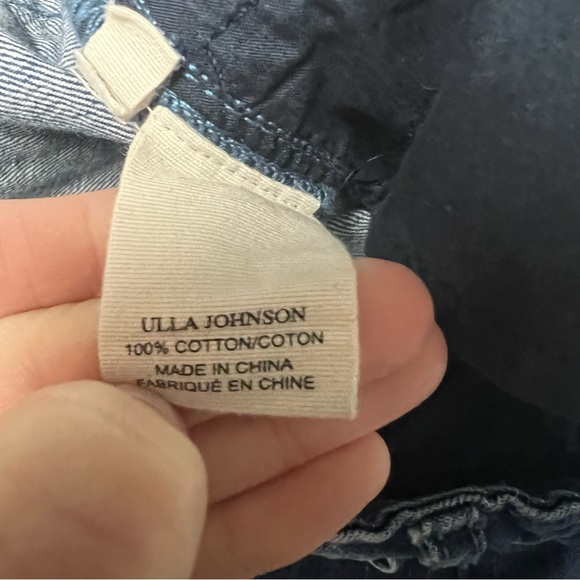 ULLA JOHNSON
100% COTTON/COTON
MADE IN CHINA
FABRIQUÉ EN CHINE